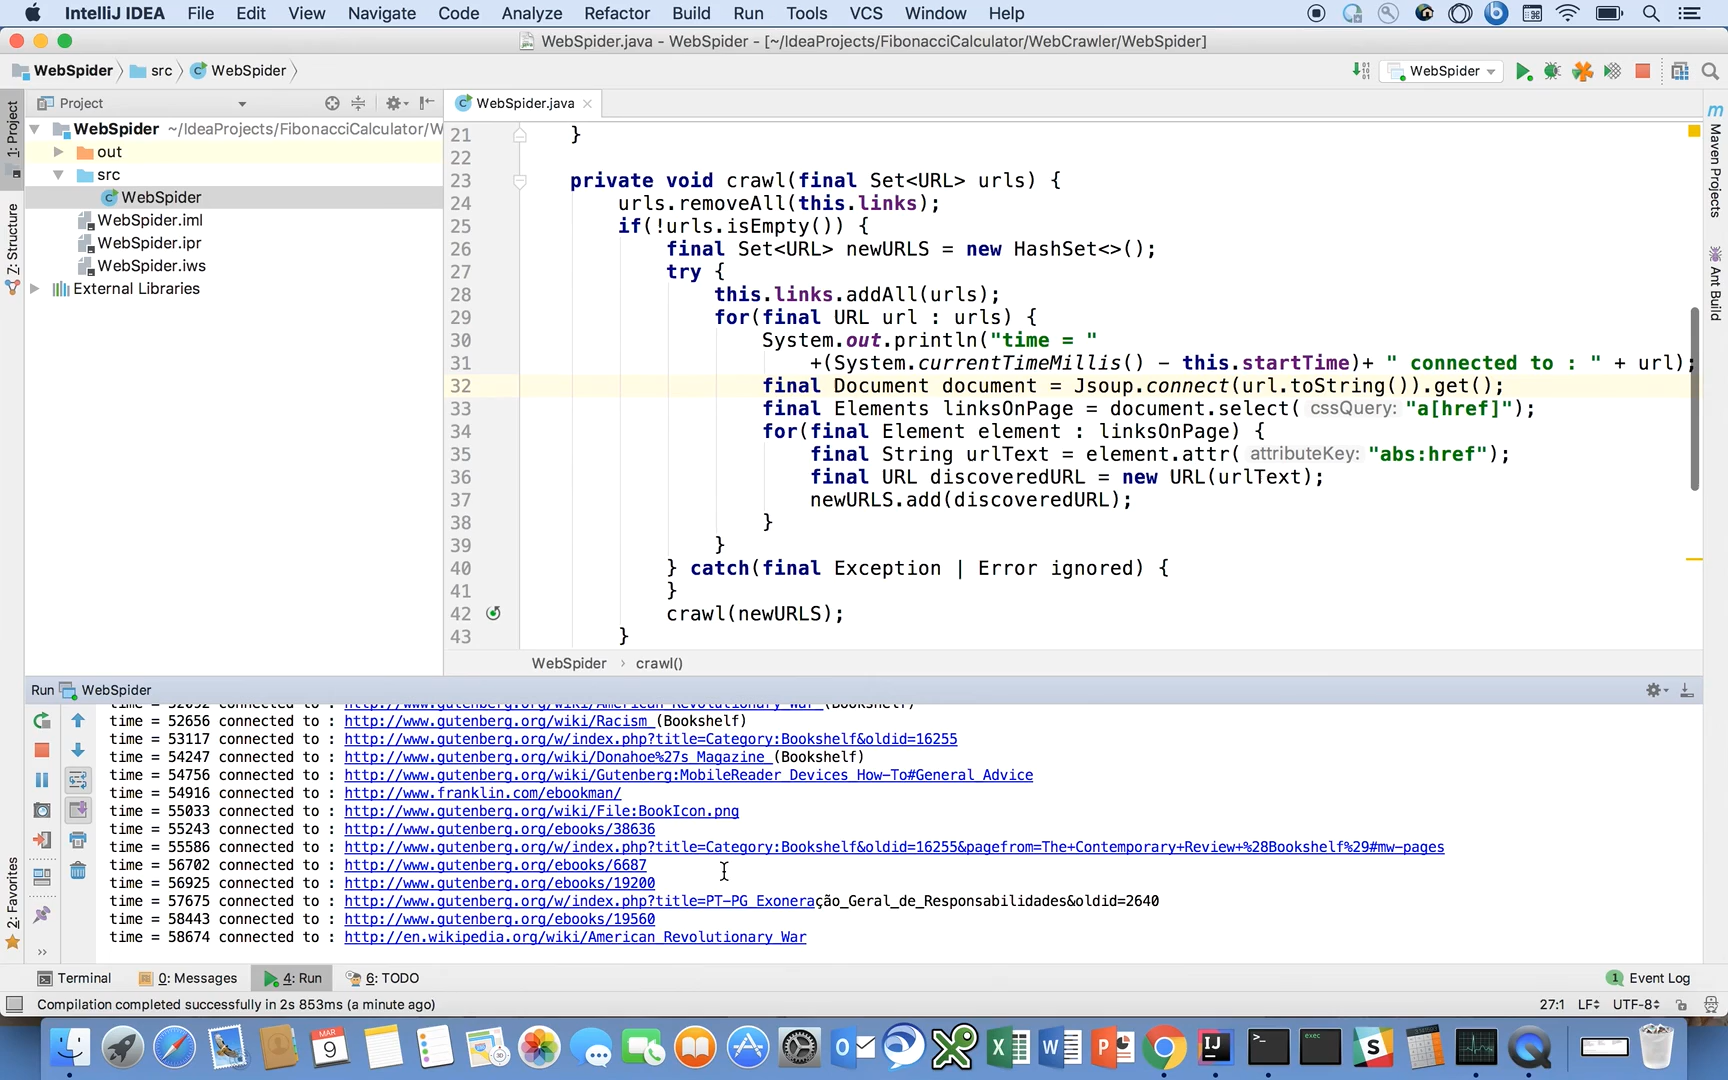 IntelliJ IDEA File Edit View Navigate Code Analyze Refactor Build Run Tools VCS Window Help
WebSpider.java - WebSpider - [~/IdeaProjects/FibonacciCalculator/WebCrawler/WebSpider]
WebSpider src WebSpider WebSpider
Project WebSpider.java
1: Project
Z: Structure
2: Favorites
WebSpider ~/IdeaProjects/FibonacciCalculator/W
out
src
WebSpider
WebSpider.iml
WebSpider.ipr
WebSpider.iws
External Libraries
21 }
22
23 private void crawl(final Set<URL> urls) {
24 urls.removeAll(this.links);
25 if(!urls.isEmpty()) {
26 final Set<URL> newURLS = new HashSet<>();
27 try {
28 this.links.addAll(urls);
29 for(final URL url : urls) {
30 System.out.println("time = "
31 +(System.currentTimeMillis() - this.startTime)+ " connected to : " + url);
32 final Document document = Jsoup.connect(url.toString()).get();
33 final Elements linksOnPage = document.select( cssQuery: "a[href]");
34 for(final Element element : linksOnPage) {
35 final String urlText = element.attr( attributeKey: "abs:href");
36 final URL discoveredURL = new URL(urlText);
37 newURLS.add(discoveredURL);
38 }
39 }
40 } catch(final Exception | Error ignored) {
41 }
42 crawl(newURLS);
43 }
WebSpider crawl()
Maven Projects
Ant Build
Run WebSpider
time = 52656 connected to : http://www.gutenberg.org/wiki/Racism_(Bookshelf)
time = 53117 connected to : http://www.gutenberg.org/w/index.php?title=Category:Bookshelf&oldid=16255
time = 54247 connected to : http://www.gutenberg.org/wiki/Donahoe%27s_Magazine_(Bookshelf)
time = 54756 connected to : http://www.gutenberg.org/wiki/Gutenberg:MobileReader_Devices_How-To#General_Advice
time = 54916 connected to : http://www.franklin.com/ebookman/
time = 55033 connected to : http://www.gutenberg.org/wiki/File:BookIcon.png
time = 55243 connected to : http://www.gutenberg.org/ebooks/38636
time = 55586 connected to : http://www.gutenberg.org/w/index.php?title=Category:Bookshelf&oldid=16255&pagefrom=The+Contemporary+Review+%28Bookshelf%29#mw-pages
time = 56702 connected to : http://www.gutenberg.org/ebooks/6687
time = 56925 connected to : http://www.gutenberg.org/ebooks/19200
time = 57675 connected to : http://www.gutenberg.org/w/index.php?title=PT-PG_Exoneração_Geral_de_Responsabilidades&oldid=2640
time = 58443 connected to : http://www.gutenberg.org/ebooks/19560
time = 58674 connected to : http://en.wikipedia.org/wiki/American_Revolutionary_War
Terminal 0: Messages 4: Run 6: TODO 1 Event Log
Compilation completed successfully in 2s 853ms (a minute ago) 27:1 LF UTF-8
MAR
9